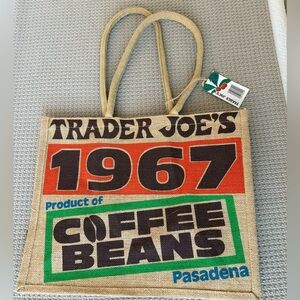 TRADER JOE'S
1967
Product of
COFFEE
BEANS
Pasadena